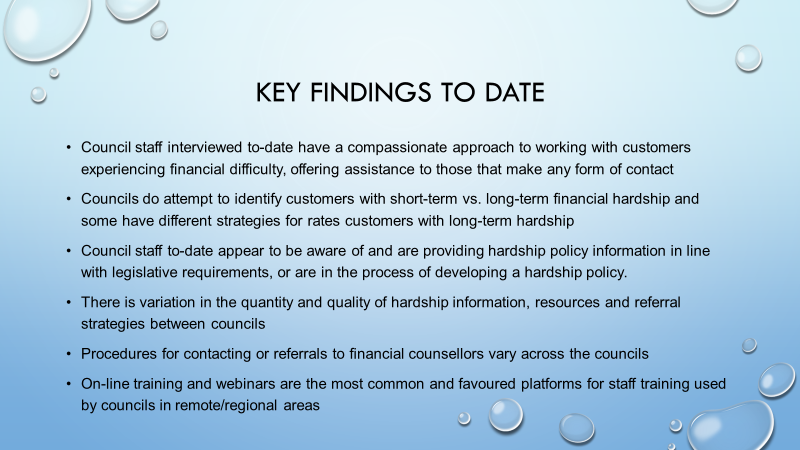 KEY FINDINGS TO DATE
• Council staff interviewed to-date have a compassionate approach to working with customers
experiencing financial difficulty, offering assistance to those that make any form of contact
• Councils do attempt to identify customers with short-term vs. long-term financial hardship and
some have different strategies for rates customers with long-term hardship
• Council staff to-date appear to be aware of and are providing hardship policy information in line
with legislative requirements, or are in the process of developing a hardship policy.
• There is variation in the quantity and quality of hardship information, resources and referral
strategies between councils
• Procedures for contacting or referrals to financial counsellors vary across the councils
• On-line training and webinars are the most common and favoured platforms for staff training used
by councils in remote/regional areas